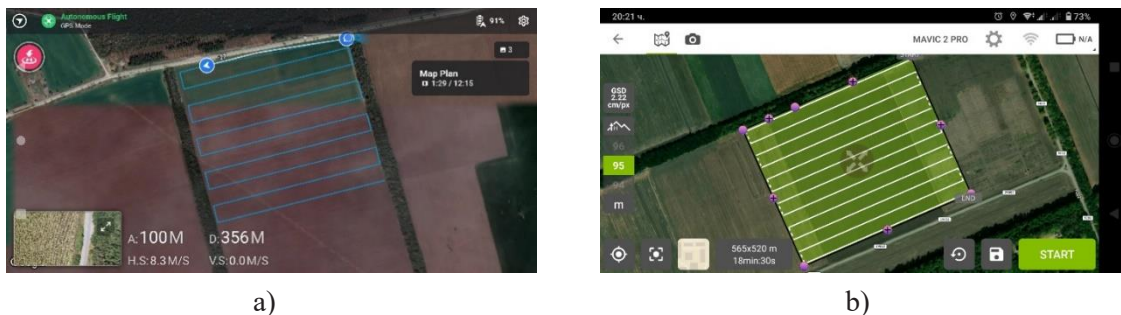 Autonomous Flight
GPS Mode
91%
3
Map Plan
1:29 / 12:15
A:100M D:356M
H.S:8.3M/S V.S:0.0M/S
a)
20:21 ч.
73%
MAVIC 2 PRO
N/A
GSD
2.22
cm/px
96
95
94
m
END
565x520 m
18min:30s
START
b)